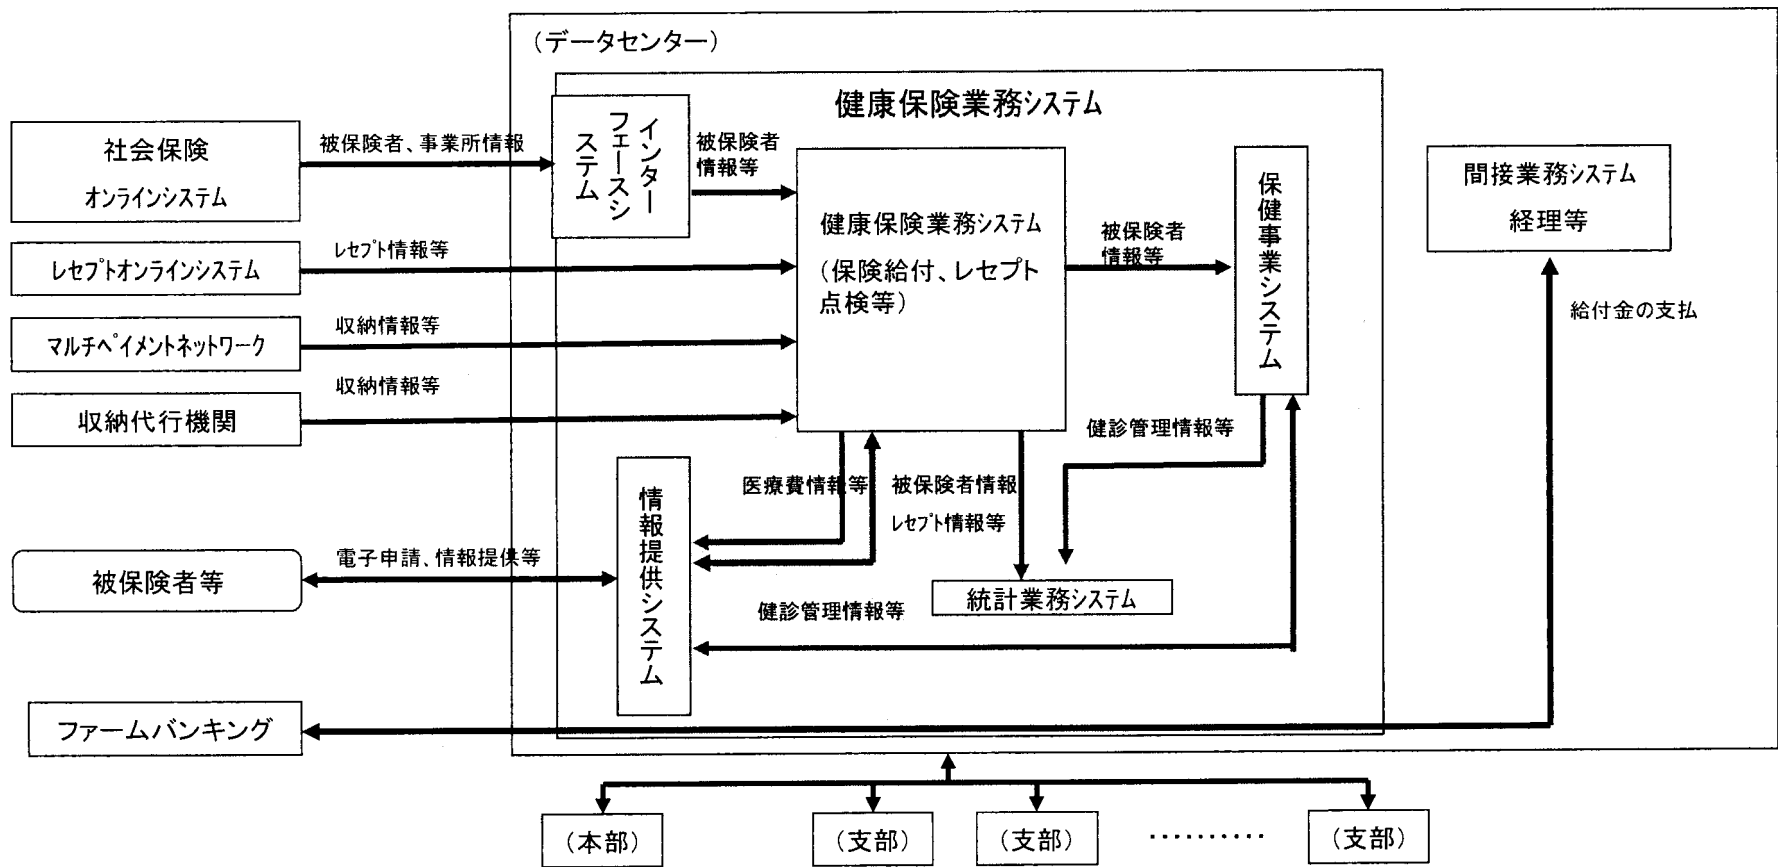 (データセンター)
健康保険業務システム
社会保険
オンラインシステム
被保険者、事業所情報
インター
フェースシ
ステム
被保険者
情報等
健康保険業務システム
(保険給付、レセプト
点検等)
被保険者
情報等
保健事業システム
間接業務システム
経理等
レセプトオンラインシステム
レセプト情報等
マルチペイメントネットワーク
収納情報等
収納代行機関
収納情報等
給付金の支払
健診管理情報等
医療費情報等
被保険者情報
レセプト情報等
情報提供システム
被保険者等
電子申請、情報提供等
統計業務システム
健診管理情報等
ファームバンキング
(本部)
(支部)
(支部)
‥‥‥‥‥
(支部)